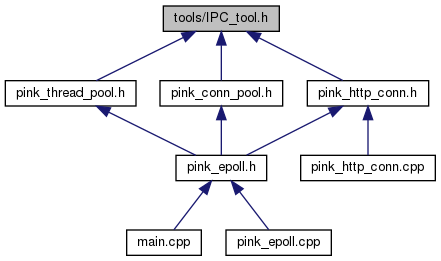 tools/IPC_tool.h
pink_thread_pool.h
pink_conn_pool.h
pink_http_conn.h
pink_epoll.h
pink_http_conn.cpp
main.cpp
pink_epoll.cpp